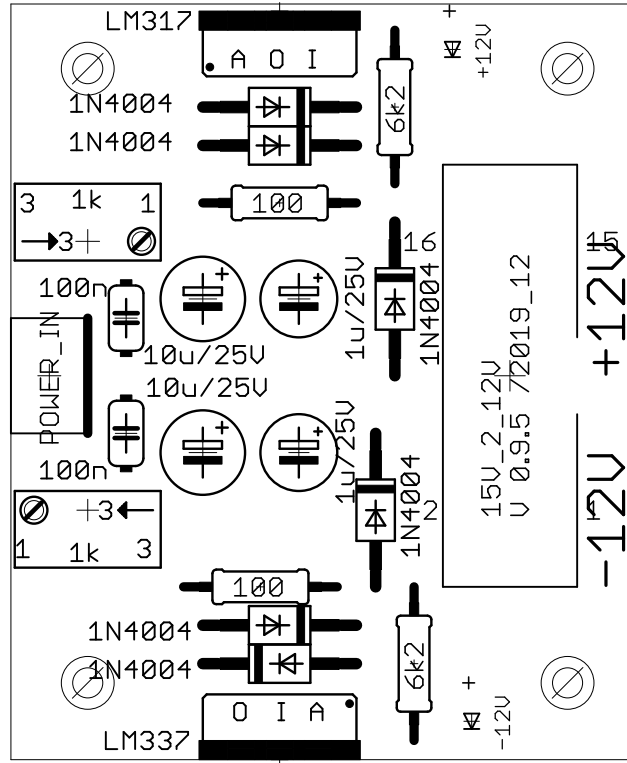 LM317
A O I
+
+12V
1N4004
1N4004
6k2
3 1k 1
3
100
16
15
100n
+
+
1u/25V
1N4004
+12V
10u/25V
POWER_IN
10u/25V
15V_2_12V
V 0.9.5 /2019_12
100n
+
+
1u/25V
1N4004
2
1
-12V
3
1 1k 3
100
1N4004
1N4004
6k2
O I A
+
-12V
LM337